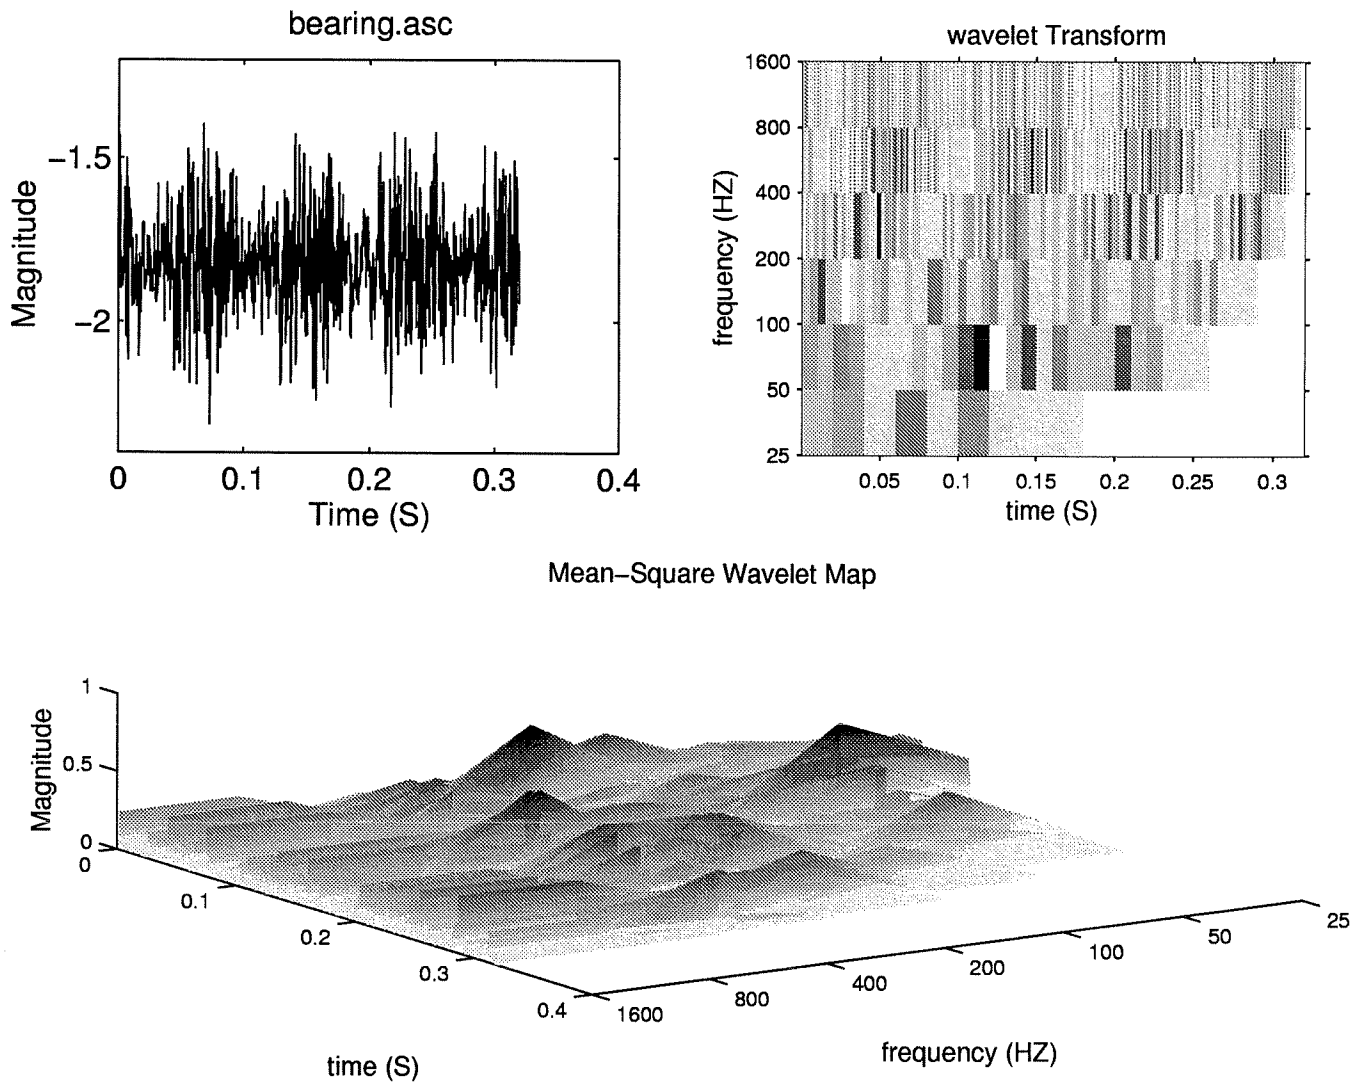 bearing.asc
−1.5
−2
Magnitude
0 0.1 0.2 0.3 0.4
Time (S)
wavelet Transform
1600
800
400
200
100
50
25
frequency (HZ)
0.05 0.1 0.15 0.2 0.25 0.3
time (S)
Mean−Square Wavelet Map
1
0.5
0
Magnitude
0
0.1
0.2
0.3
0.4
time (S)
1600
800
400
200
100
50
25
frequency (HZ)